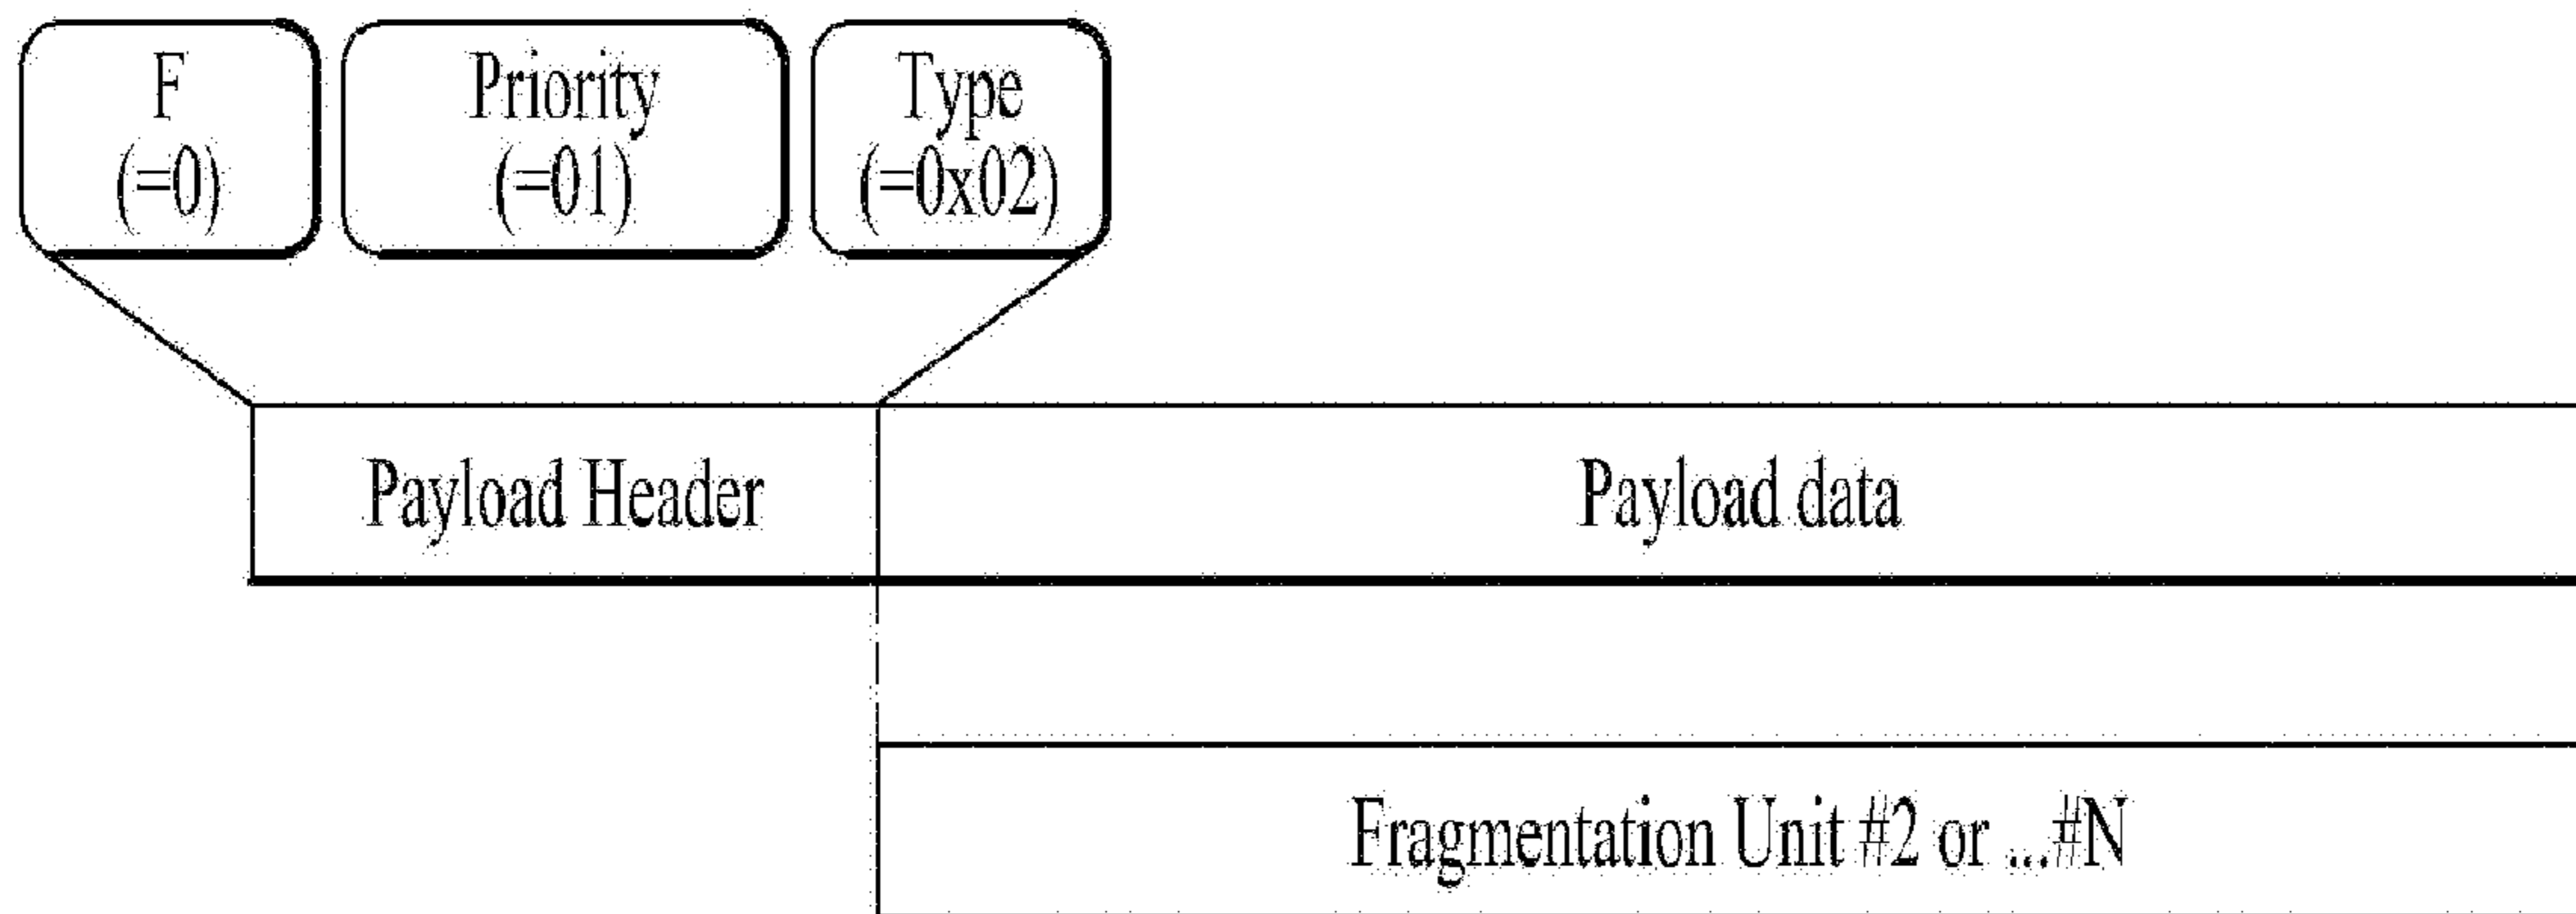 F
(=0)
Priority
(=01)
Type
(=0x02)
Payload Header
Payload data
Fragmentation Unit #2 or ...#N